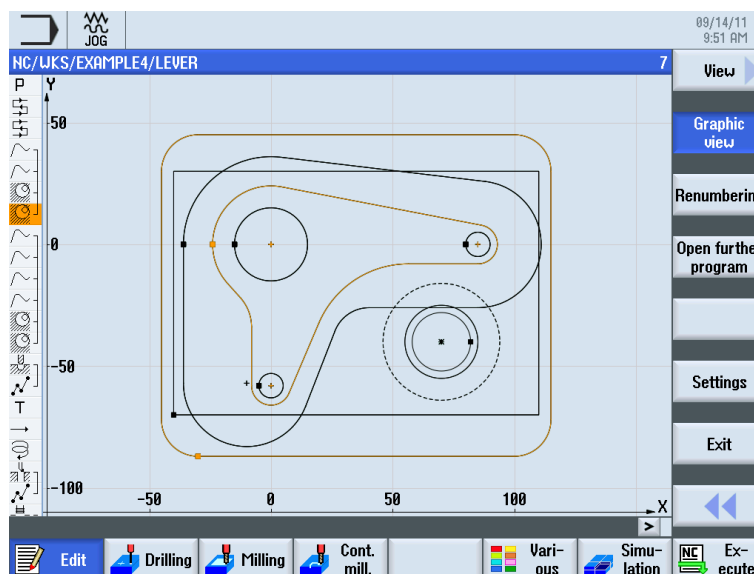 JOG
09/14/11
9:51 AM
NC/WKS/EXAMPLE4/LEVER 7
View
P
Y
50
Graphic
view
Renumberin
0
Open furthe
program
-50
Settings
T
Exit
-100
-50 0 50 100 X
>
Edit
Drilling
Milling
Cont.
mill.
Vari-
ous
Simu-
lation
NC
Ex-
ecute